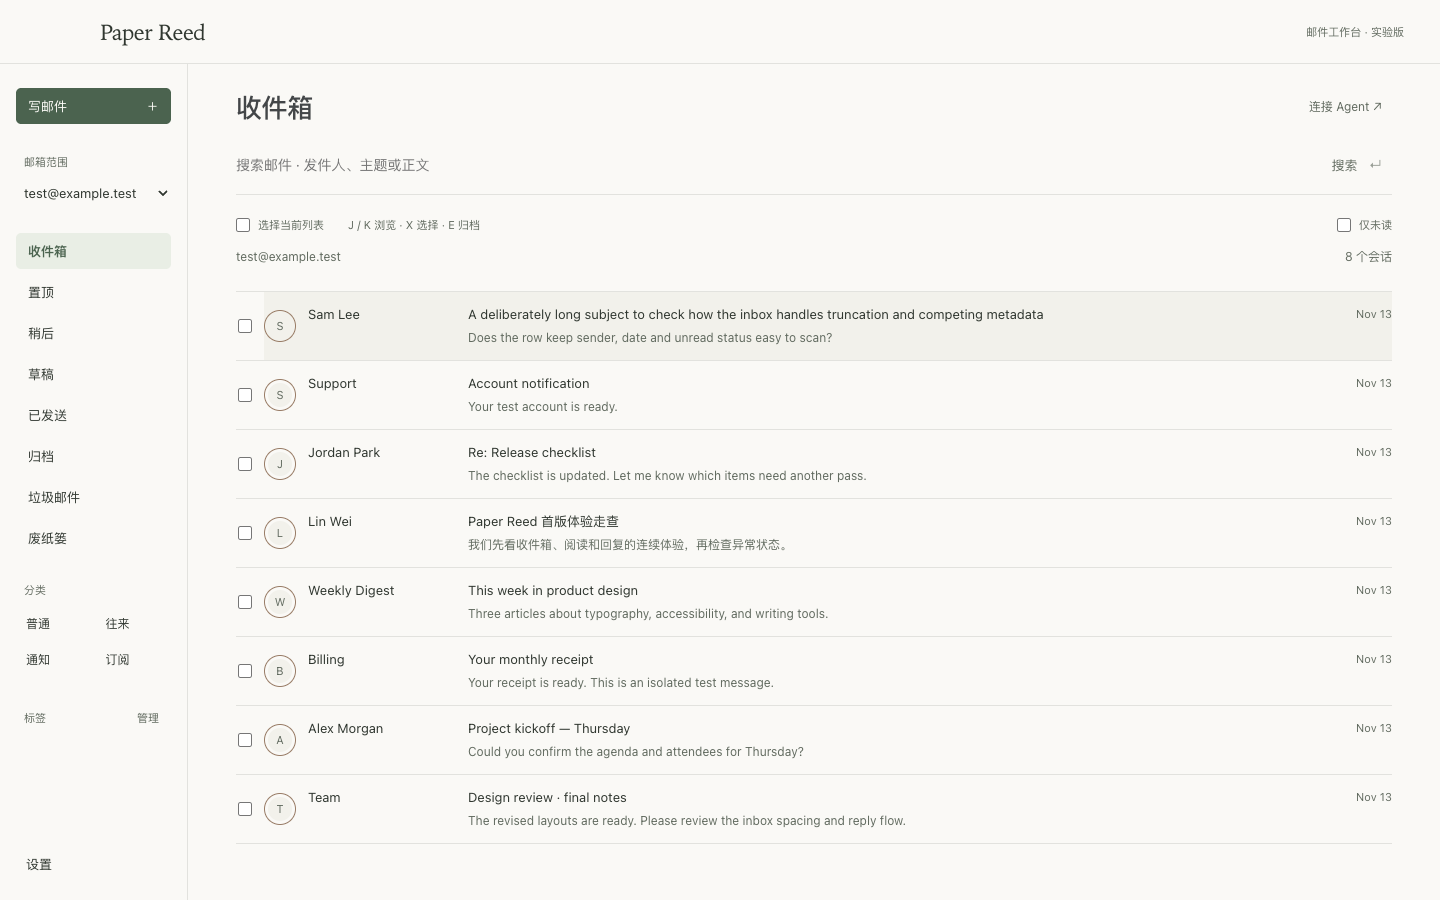 Paper Reed
邮件工作台 · 实验版
写邮件 +
邮箱范围
test@example.test
收件箱
置顶
稍后
草稿
已发送
归档
垃圾邮件
废纸篓
分类
普通 往来
通知 订阅
标签 管理
设置
收件箱
连接 Agent ↗
搜索邮件 · 发件人、主题或正文
搜索 ↵
选择当前列表 J / K 浏览 · X 选择 · E 归档
仅未读
test@example.test
8 个会话
S Sam Lee A deliberately long subject to check how the inbox handles truncation and competing metadata Nov 13
Does the row keep sender, date and unread status easy to scan?
S Support Account notification Nov 13
Your test account is ready.
J Jordan Park Re: Release checklist Nov 13
The checklist is updated. Let me know which items need another pass.
L Lin Wei Paper Reed 首版体验走查 Nov 13
我们先看收件箱、阅读和回复的连续体验，再检查异常状态。
W Weekly Digest This week in product design Nov 13
Three articles about typography, accessibility, and writing tools.
B Billing Your monthly receipt Nov 13
Your receipt is ready. This is an isolated test message.
A Alex Morgan Project kickoff — Thursday Nov 13
Could you confirm the agenda and attendees for Thursday?
T Team Design review · final notes Nov 13
The revised layouts are ready. Please review the inbox spacing and reply flow.